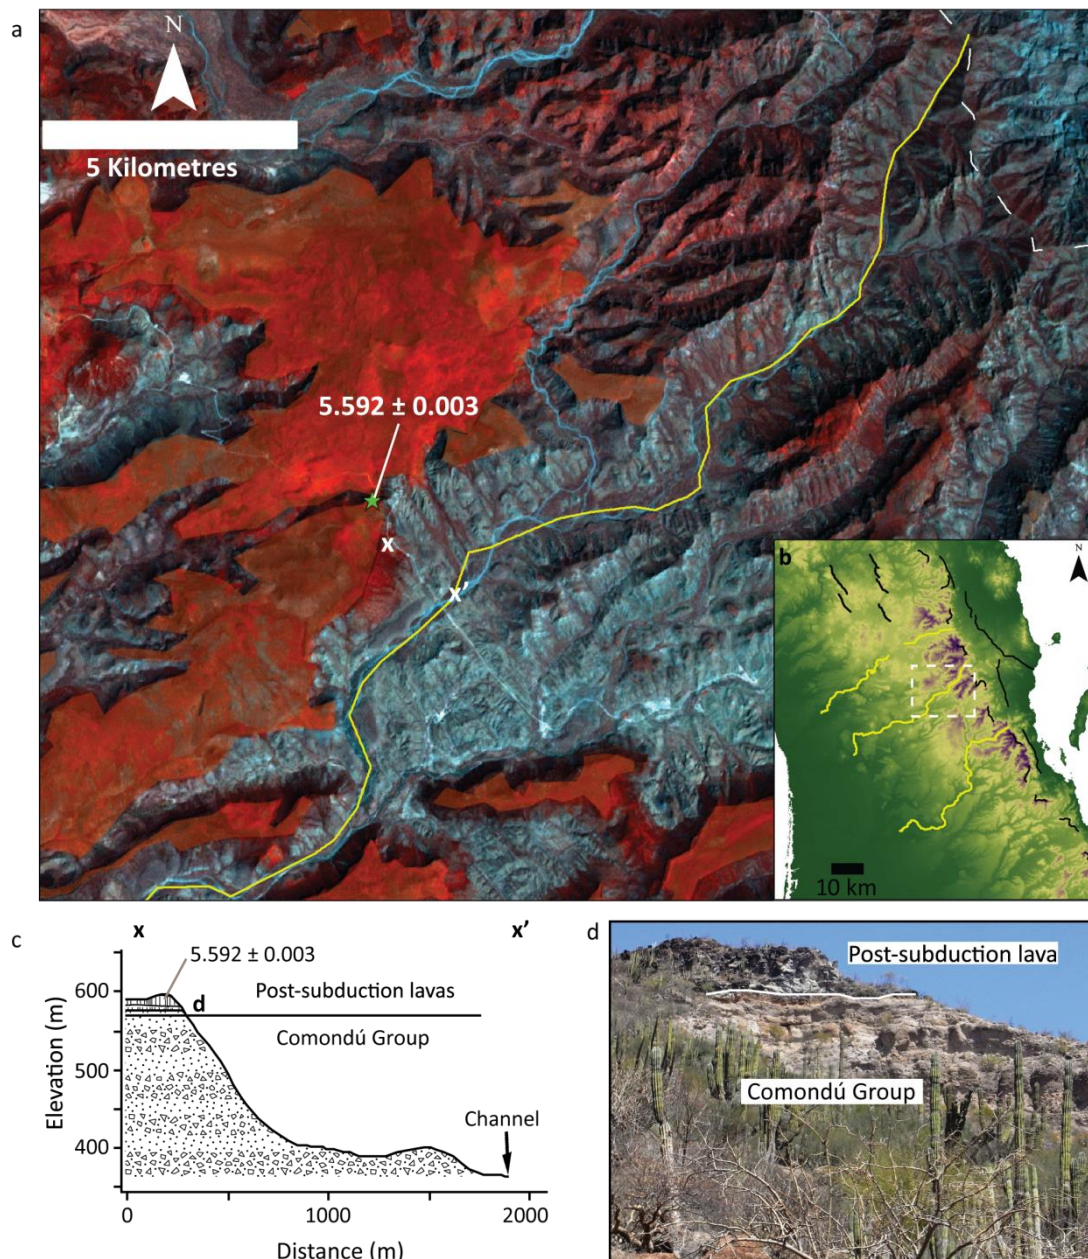 a
N
5 Kilometres
5.592 ± 0.003
x
x'
b
N
10 km
c
x
x'
5.592 ± 0.003
600
d
Post-subduction lavas
Comondú Group
500
Elevation (m)
Channel
400
0
1000
2000
Distance (m)
d
Post-subduction lava
Comondú Group